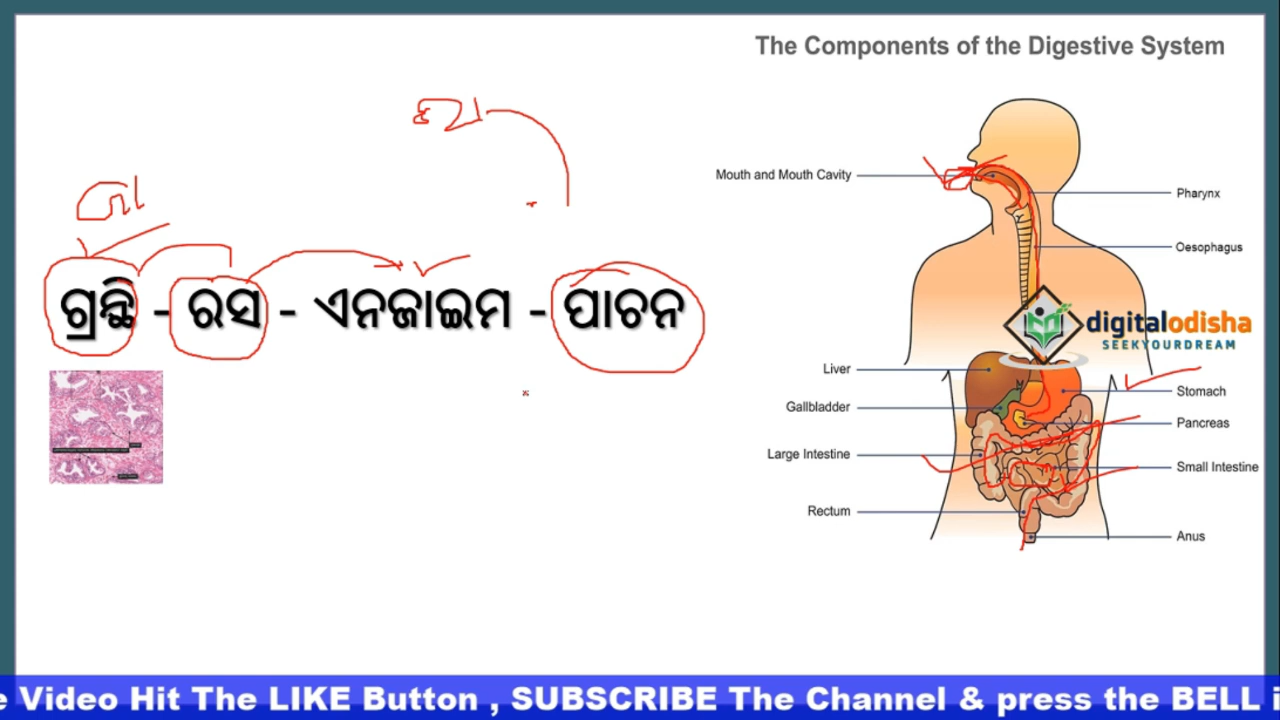 The Components of the Digestive System
Mouth and Mouth Cavity
Pharynx
Oesophagus
ଗ୍ରନ୍ଥି - ରସ - ଏନଜାଇମ - ପାଚନ
digitalodisha
SEEKYOURDREAM
Liver
Stomach
Gallbladder
Pancreas
Large Intestine
Small Intestine
Rectum
Anus
Video Hit The LIKE Button , SUBSCRIBE The Channel & press the BELL